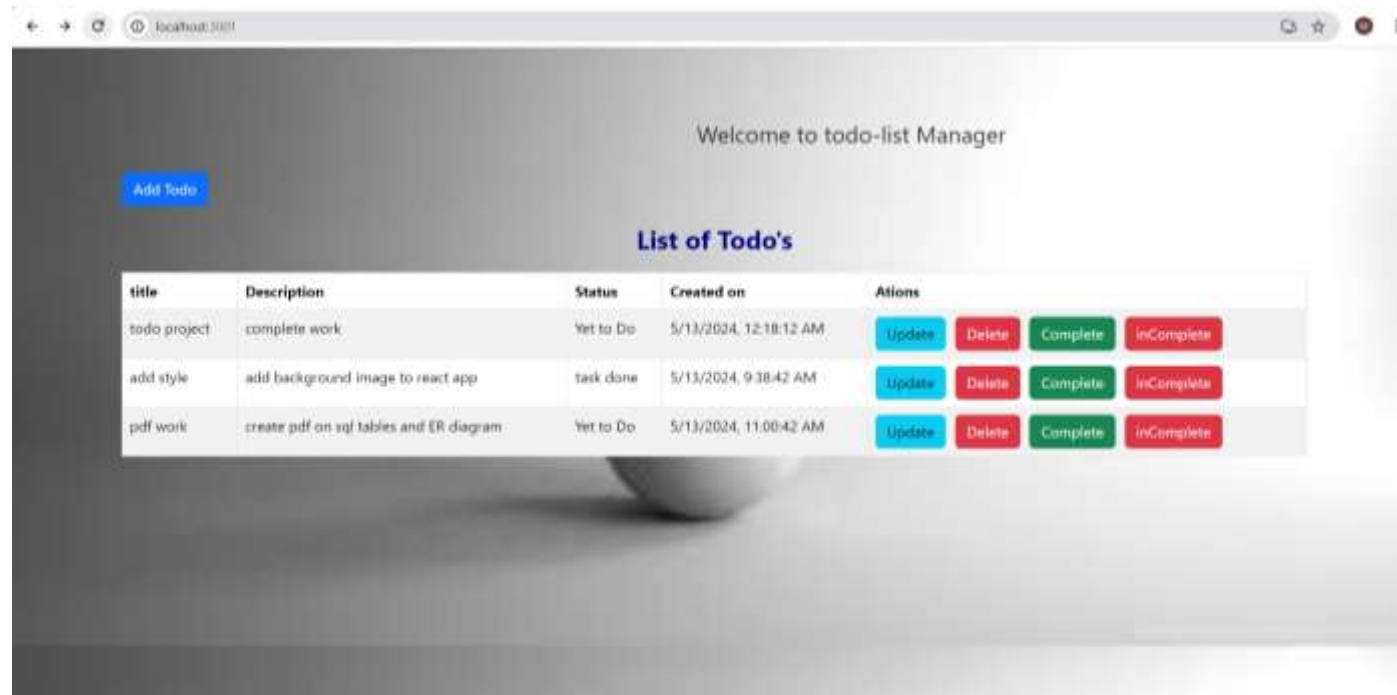 localhost:3001
Welcome to todo-list Manager
Add Todo
List of Todo's
title Description Status Created on Ations
todo project complete work Yet to Do 5/13/2024, 12:18:12 AM Update Delete Complete inComplete
add style add background image to react app task done 5/13/2024, 9:38:42 AM Update Delete Complete inComplete
pdf work create pdf on sql tables and ER diagram Yet to Do 5/13/2024, 11:00:42 AM Update Delete Complete inComplete